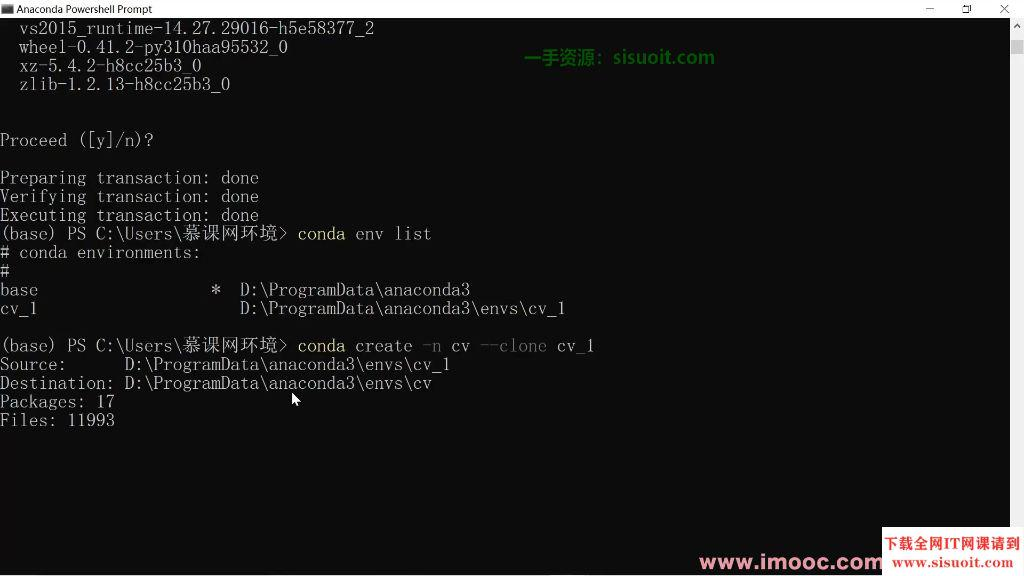 Anaconda Powershell Prompt
vs2015_runtime-14.27.29016-h5e58377_2
wheel-0.41.2-py310haa95532_0
一手资源：sisuoit.com
xz-5.4.2-h8cc25b3_0
zlib-1.2.13-h8cc25b3_0
Proceed ([y]/n)?
Preparing transaction: done
Verifying transaction: done
Executing transaction: done
(base) PS C:\Users\慕课网环境> conda env list
# conda environments:
#
base * D:\ProgramData\anaconda3
cv_1 D:\ProgramData\anaconda3\envs\cv_1
(base) PS C:\Users\慕课网环境> conda create -n cv --clone cv_1
Source: D:\ProgramData\anaconda3\envs\cv_1
Destination: D:\ProgramData\anaconda3\envs\cv
Packages: 17
Files: 11993
下载全网IT网课请到
www.imooc.com
www.sisuoit.com